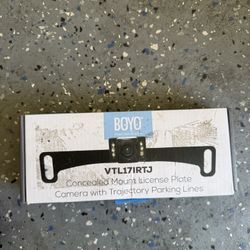 BOYO
VTL17IRTJ
Concealed Mount License Plate
Camera with Trajectory Parking Lines